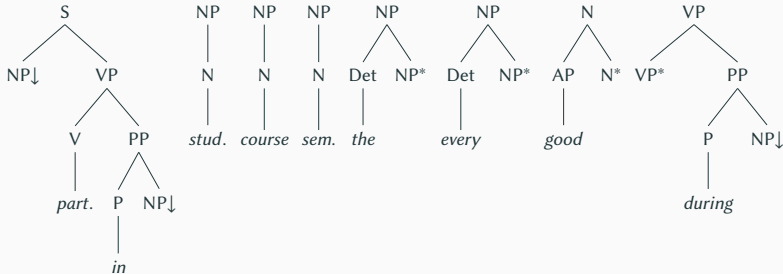 S NP NP NP NP NP N VP
NP↓ VP N N N Det NP* Det NP* AP N* VP* PP
V PP stud. course sem. the every good P NP↓
part. P NP↓ during
in